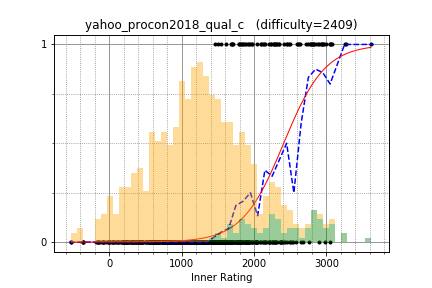 yahoo_procon2018_qual_c (difficulty=2409)
1
0
0 1000 2000 3000
Inner Rating